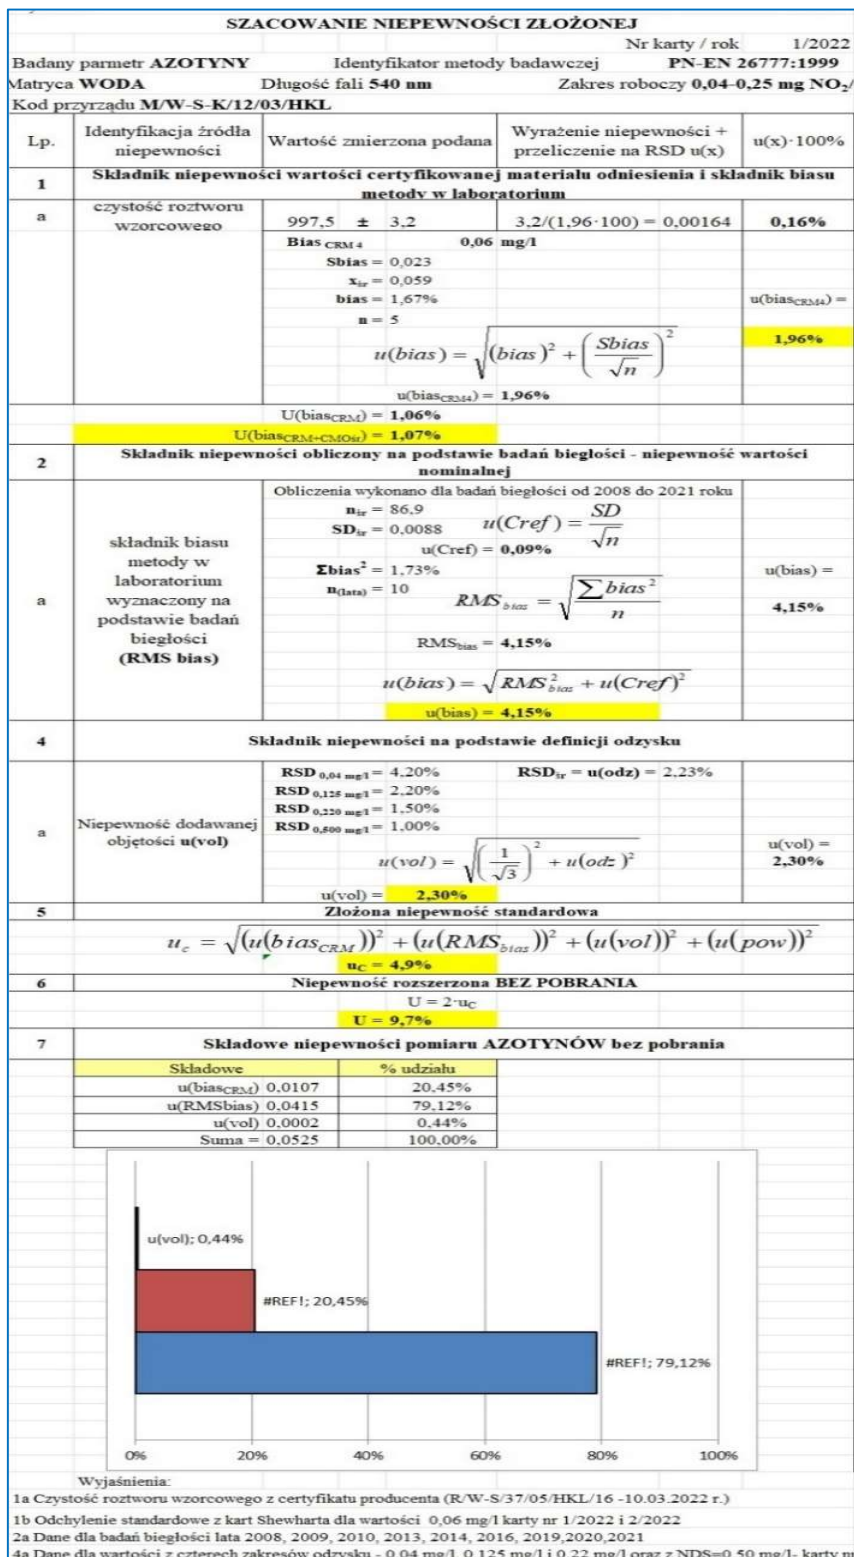 SZACOWANIE NIEPEWNOŚCI ZŁOŻONEJ
Nr karty / rok 1/2022
Badany parmetr AZOTYNY Identyfikator metody badawczej PN-EN 26777:1999
Matryca WODA Długość fali 540 nm Zakres roboczy 0,04-0,25 mg NO₂/
Kod przyrządu M/W-S-K/12/03/HKL
Lp. Identyfikacja źródła niepewności Wartość zmierzona podana Wyrażenie niepewności + przeliczenie na RSD u(x) u(x)·100%
1 Składnik niepewności wartości certyfikowanej materiału odniesienia i składnik biasu
metody w laboratorium
a czystość roztworu wzorcowego 997,5 ± 3,2 3,2/(1,96·100) = 0,00164 0,16%
Bias CRM 4 0,06 mg/l
Sbias = 0,023
xśr = 0,059
bias = 1,67% u(biasCRM4) =
n = 5
u(bias) = √((bias)² + (Sbias/√n)²) 1,96%
u(biasCRM4) = 1,96%
U(biasCRM) = 1,06%
U(biasCRM+CMOśr) = 1,07%
2 Składnik niepewności obliczony na podstawie badań biegłości - niepewność wartości
nominalnej
Obliczenia wykonano dla badań biegłości od 2008 do 2021 roku
nśr = 86,9
SDśr = 0,0088 u(Cref) = SD/√n
u(Cref) = 0,09%
a składnik biasu metody w laboratorium wyznaczony na podstawie badań biegłości (RMS bias)
Σbias² = 1,73% u(bias) =
n(lata) = 10 RMSbias = √(∑bias²/n) 4,15%
RMSbias = 4,15%
u(bias) = √(RMS²bias + u(Cref)²)
u(bias) = 4,15%
4 Składnik niepewności na podstawie definicji odzysku
RSD 0,04 mg/l = 4,20% RSDśr = u(odz) = 2,23%
RSD 0,125 mg/l = 2,20%
RSD 0,220 mg/l = 1,50%
a Niepewność dodawanej objętości u(vol) RSD 0,500 mg/l = 1,00%
u(vol) = √((1/√3)² + u(odz)²) u(vol) = 2,30%
u(vol) = 2,30%
5 Złożona niepewność standardowa
uc = √((u(biasCRM))² + (u(RMSbias))² + (u(vol))² + (u(pow))²)
uC = 4,9%
6 Niepewność rozszerzona BEZ POBRANIA
U = 2·uC
U = 9,7%
7 Składowe niepewności pomiaru AZOTYNÓW bez pobrania
Składowe % udziału
u(biasCRM) 0,0107 20,45%
u(RMSbias) 0,0415 79,12%
u(vol) 0,0002 0,44%
Suma = 0,0525 100,00%
u(vol); 0,44%
#REF!; 20,45%
#REF!; 79,12%
0% 20% 40% 60% 80% 100%
Wyjaśnienia:
1a Czystość roztworu wzorcowego z certyfikatu producenta (R/W-S/37/05/HKL/16 -10.03.2022 r.)
1b Odchylenie standardowe z kart Shewharta dla wartości 0,06 mg/l karty nr 1/2022 i 2/2022
2a Dane dla badań biegłości lata 2008, 2009, 2010, 2013, 2014, 2016, 2019,2020,2021
4a Dane dla wartości z czterech zakresów odzysku - 0,04 mg/l, 0,125 mg/l i 0,22 mg/l oraz z NDS=0,50 mg/l- karty nr